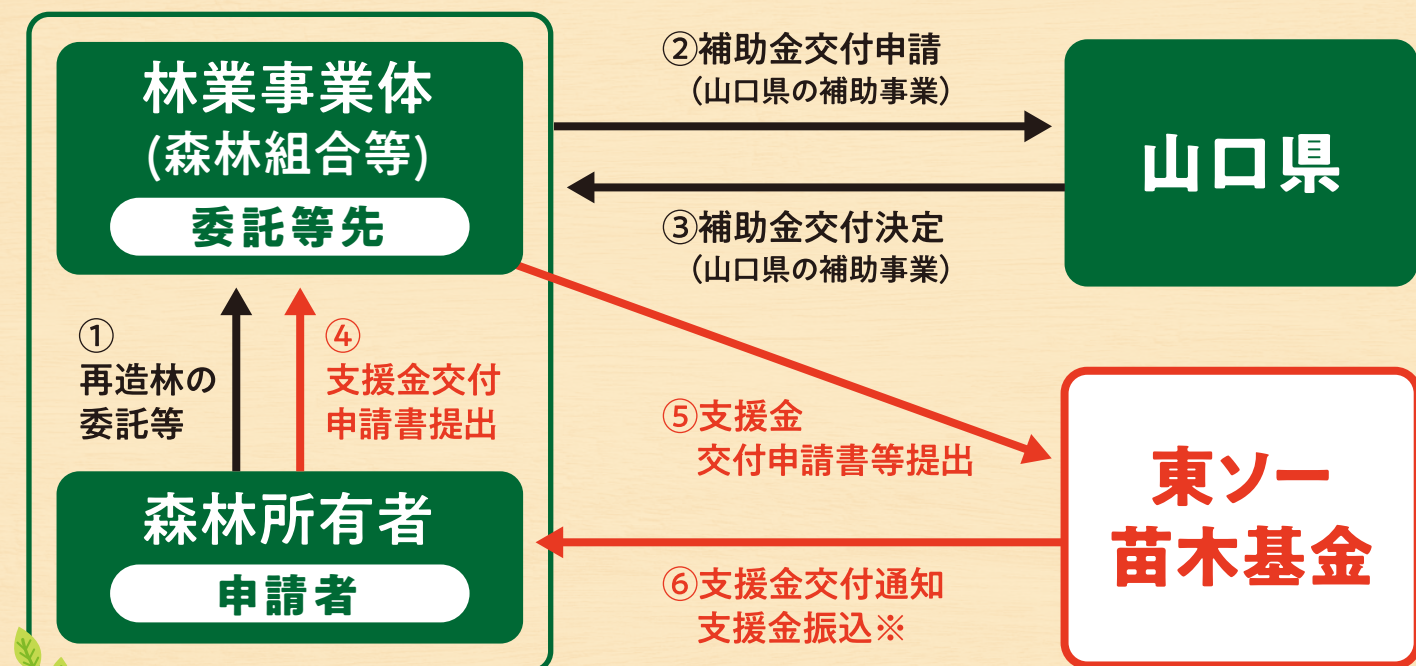 林業事業体
(森林組合等)
委託等先
②補助金交付申請
(山口県の補助事業)
山口県
③補助金交付決定
(山口県の補助事業)
①
再造林の
委託等
④
支援金交付
申請書提出
⑤支援金
交付申請書等提出
東ソー
苗木基金
森林所有者
申請者
⑥支援金交付通知
支援金振込※